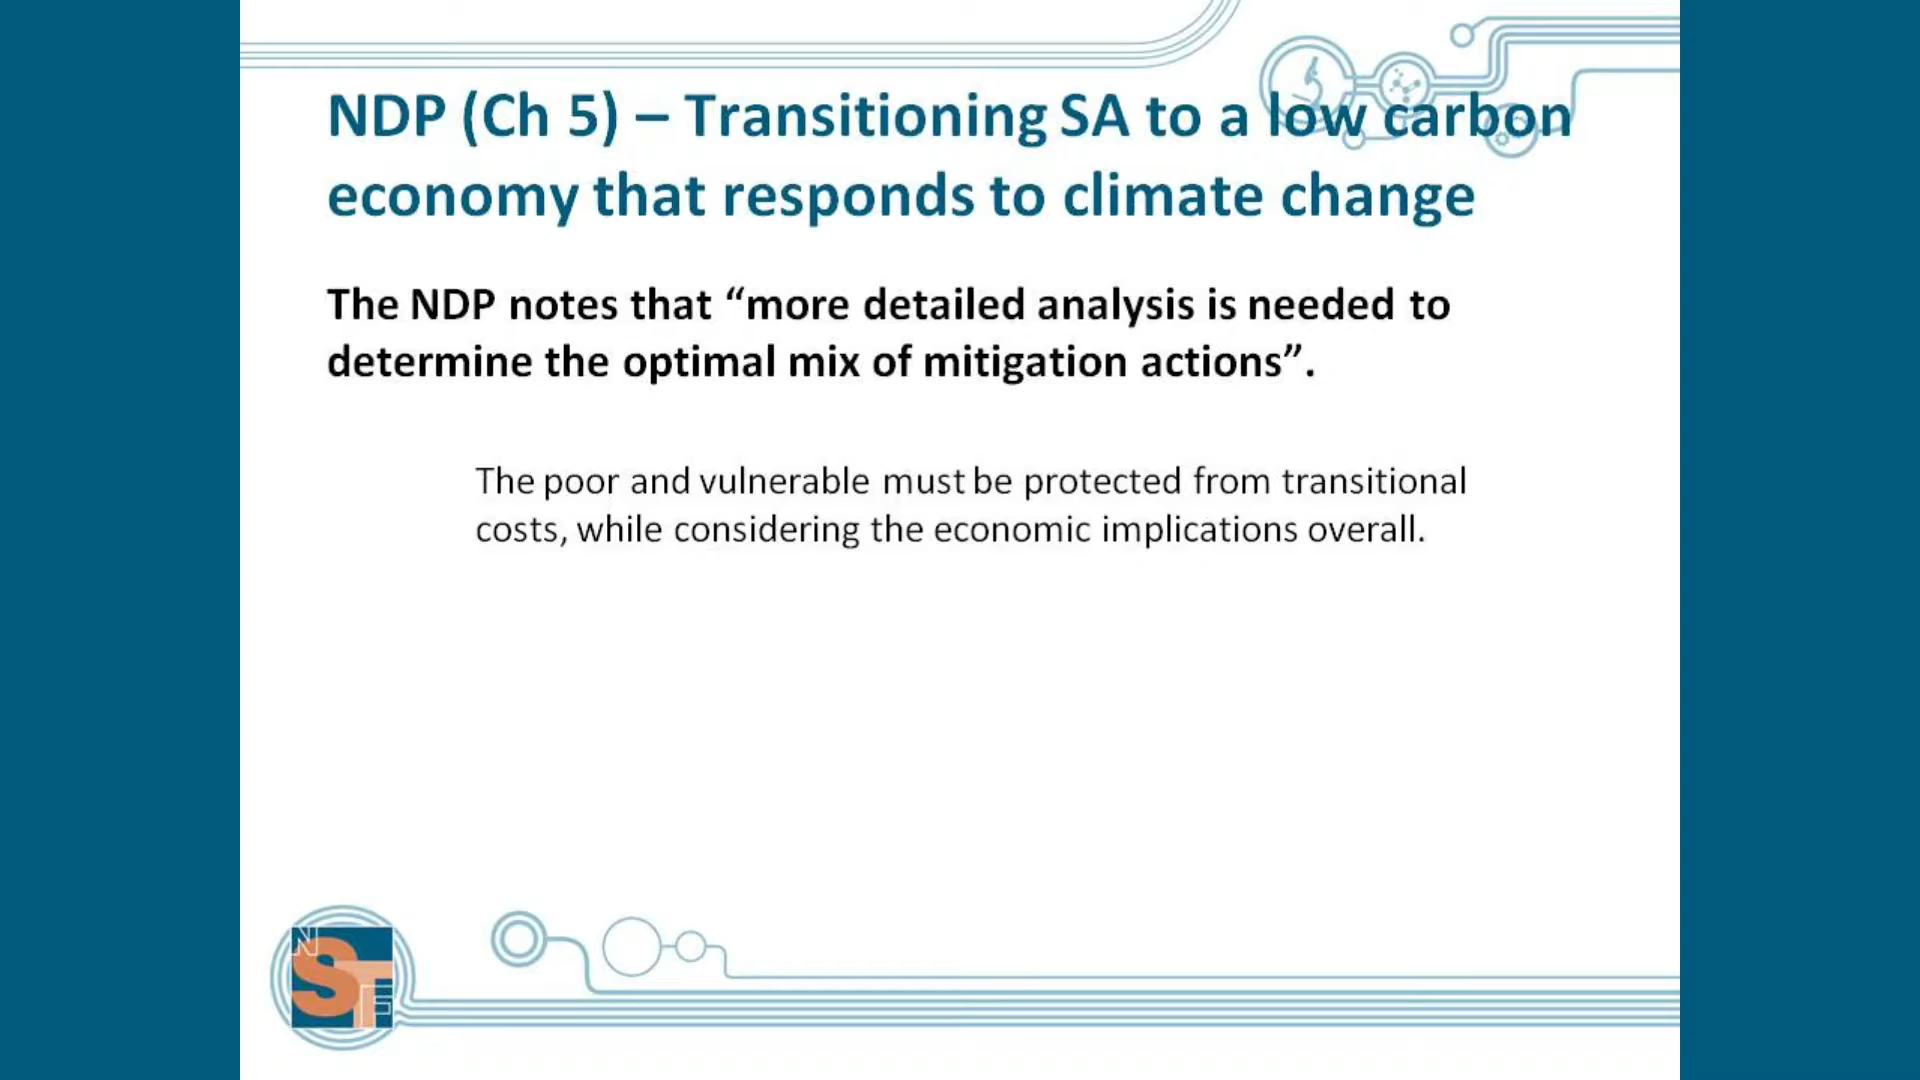 NDP (Ch 5) – Transitioning SA to a low carbon
economy that responds to climate change
The NDP notes that “more detailed analysis is needed to
determine the optimal mix of mitigation actions”.
The poor and vulnerable must be protected from transitional
costs, while considering the economic implications overall.
NSTF